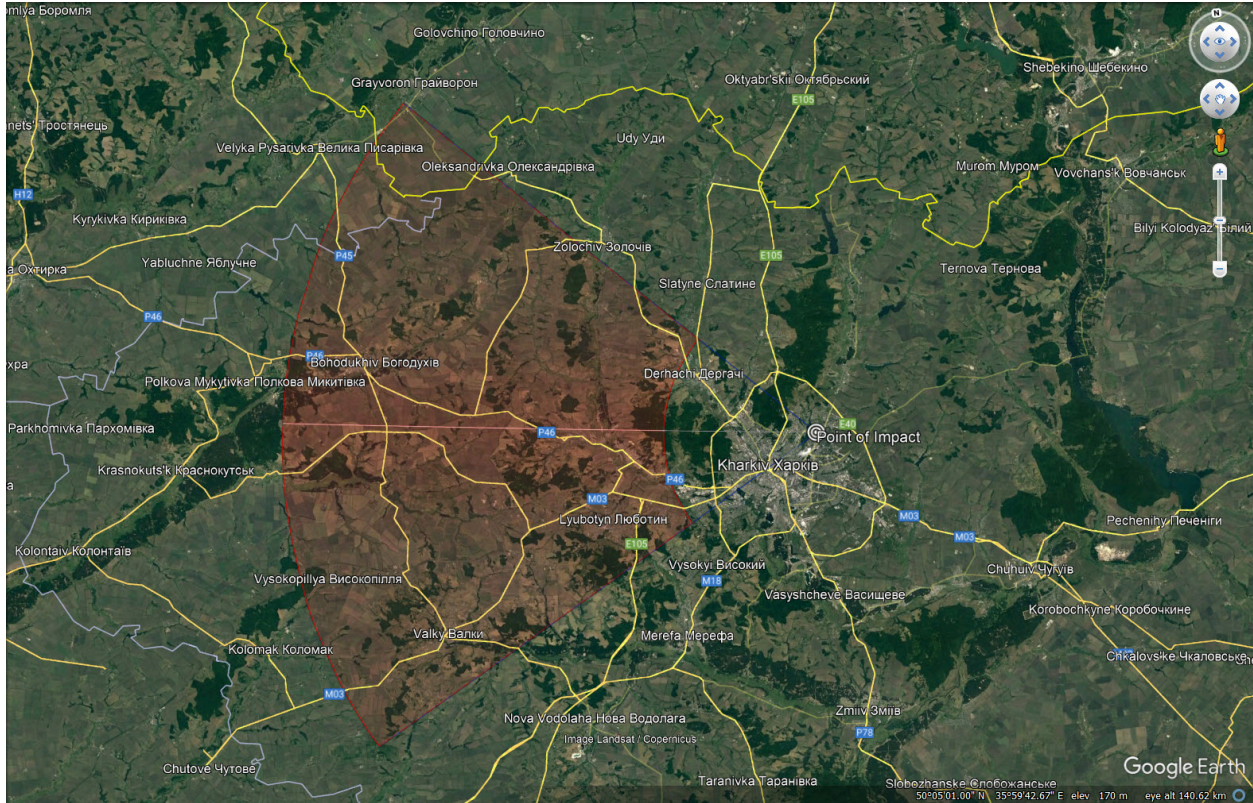 Боромля
Golovchino Головчино
Grayvoron Грайворон
Shebekino Шебекино
N
Oktyabr'skii Октябрьский
E105
Тростянець
Udy Уди
Velyka Pysarivka Велика Писарівка
Oleksandrivka Олександрівка
Murom Муром
Vovchans'k Вовчанськ
H12
Kyrykivka Кириківка
Bilyi Kolodyaz' Білий
Zolochiv Золочів
P45
E105
Yabluchne Яблучне
Охтирка
Ternova Тернова
Slatyne Слатине
P46
P46
Bohodukhiv Богодухів
Derhachi Дергачі
Polkova Mykytivka Полкова Микитівка
Parkhomivka Пархомівка
E40
P46
Point of Impact
Krasnokuts'k Краснокутськ
Kharkiv Харків
P46
M03
M03
Lyubotyn Люботин
Pechenihy Печеніги
M03
E105
Kolontaiv Колонтаїв
Vysokyi Високий
Chuhuiv Чугуїв
Vysokopillya Високопілля
M18
Vasyshcheve Васищеве
Korobochkyne Коробочкине
Valky Валки
Merefa Мерефа
Kolomak Коломак
Chkalovs'ke Чкаловське
M03
Zmiiv Зміїв
Nova Vodolaha Нова Водолага
P78
Image Landsat / Copernicus
Chutove Чутове
Google Earth
Taranivka Таранівка
Slobozhanske Слобожанське
50°05'01.00" N 35°59'42.67" E elev 170 m eye alt 140.62 km